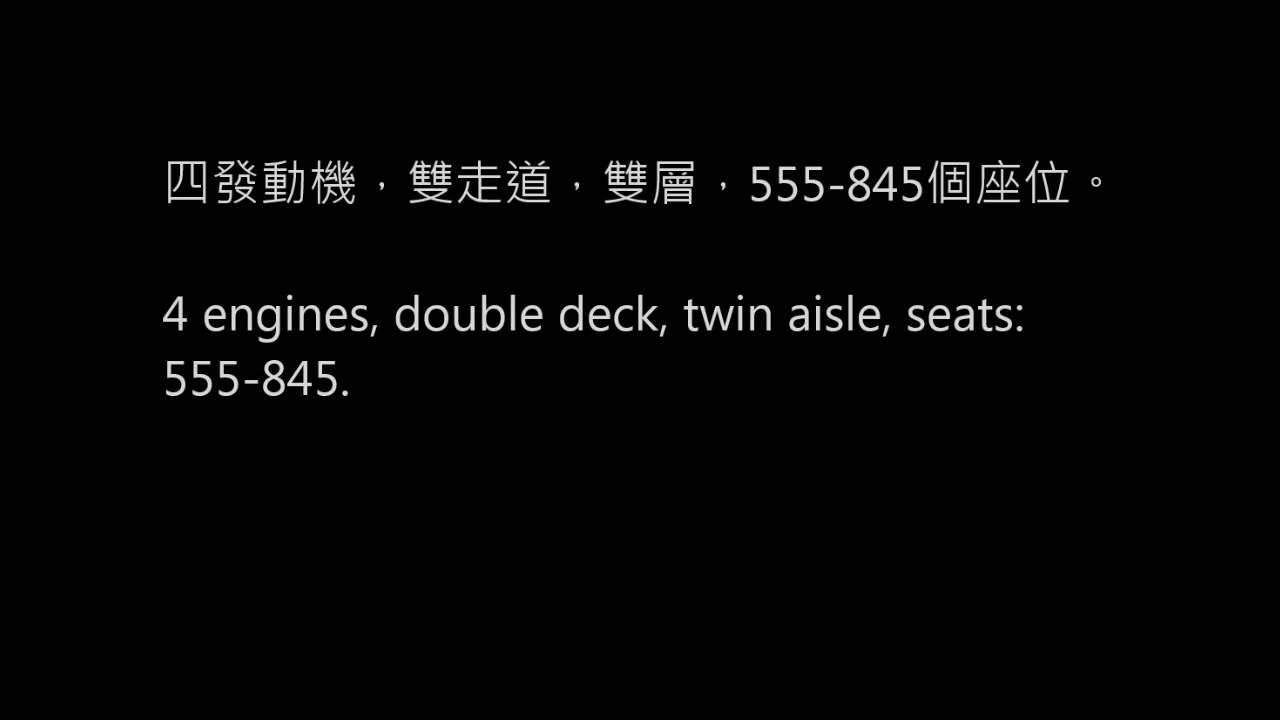 四發動機，雙走道，雙層，555-845個座位。
4 engines, double deck, twin aisle, seats:
555-845.